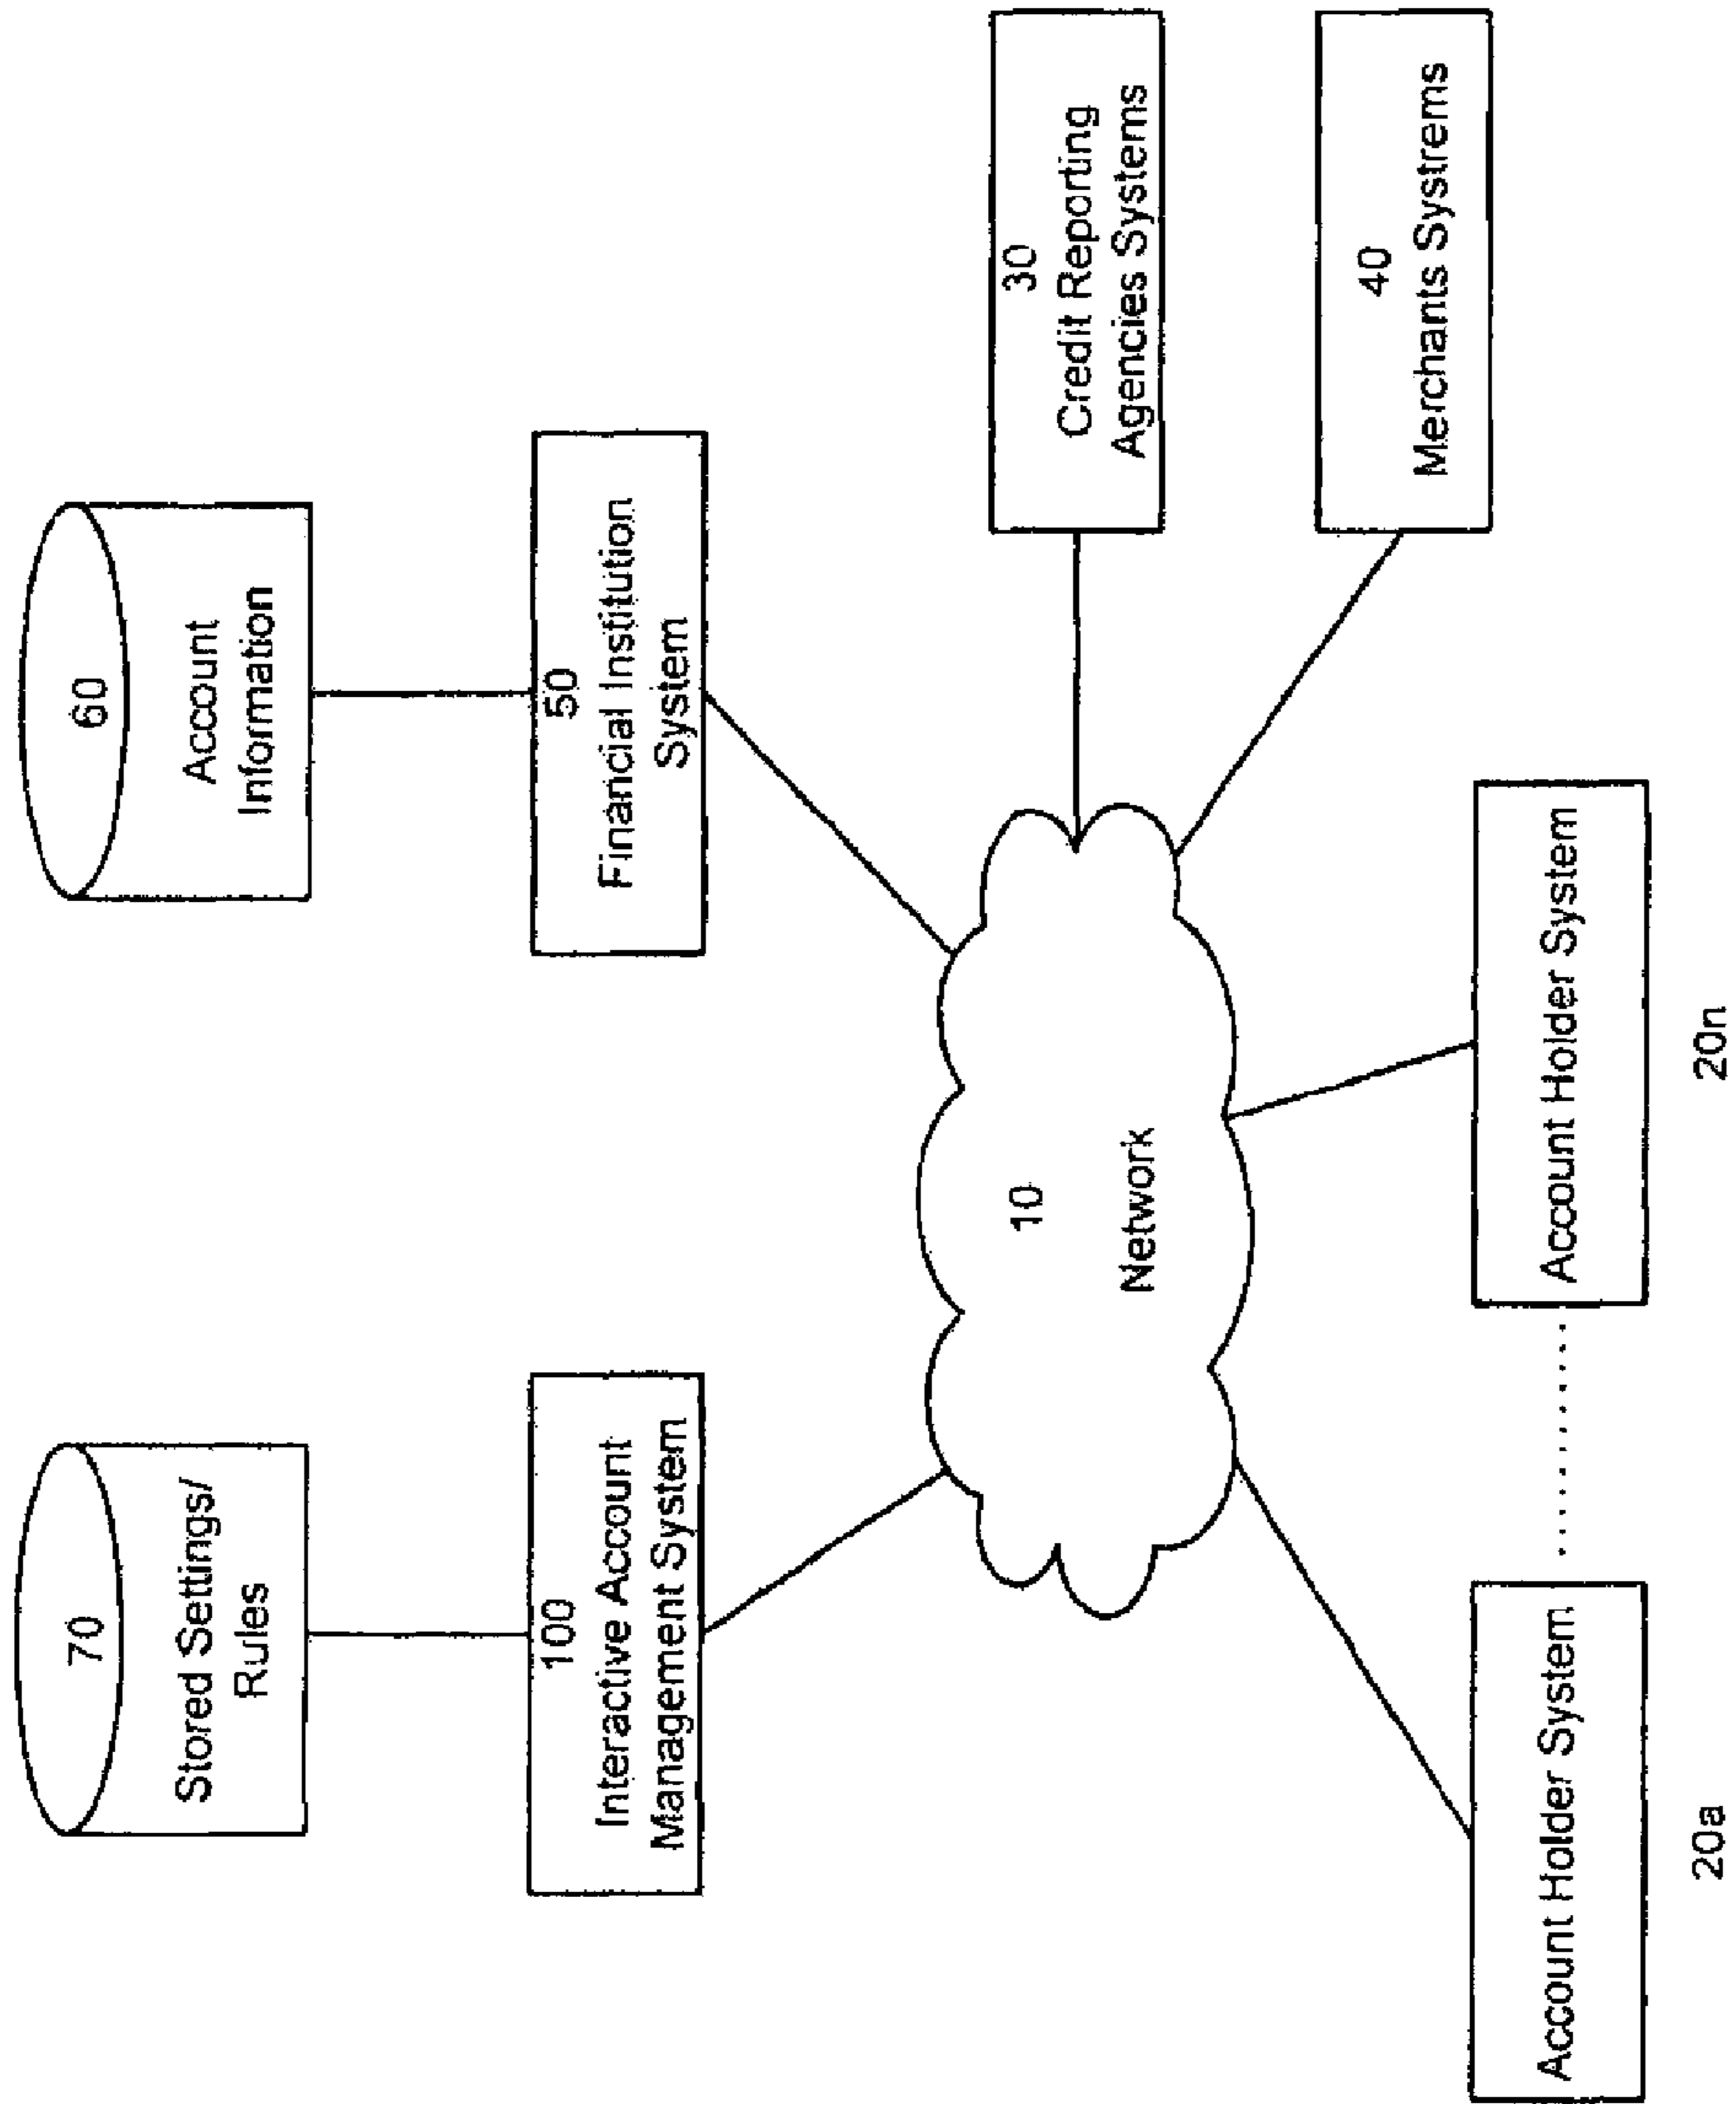 70
Stored Settings/
Rules
60
Account
Information
100
Interactive Account
Management System
50
Financial Institution
System
10
Network
30
Credit Reporting
Agencies Systems
40
Merchants Systrems
Account Holder System
20a
Account Holder System
20n